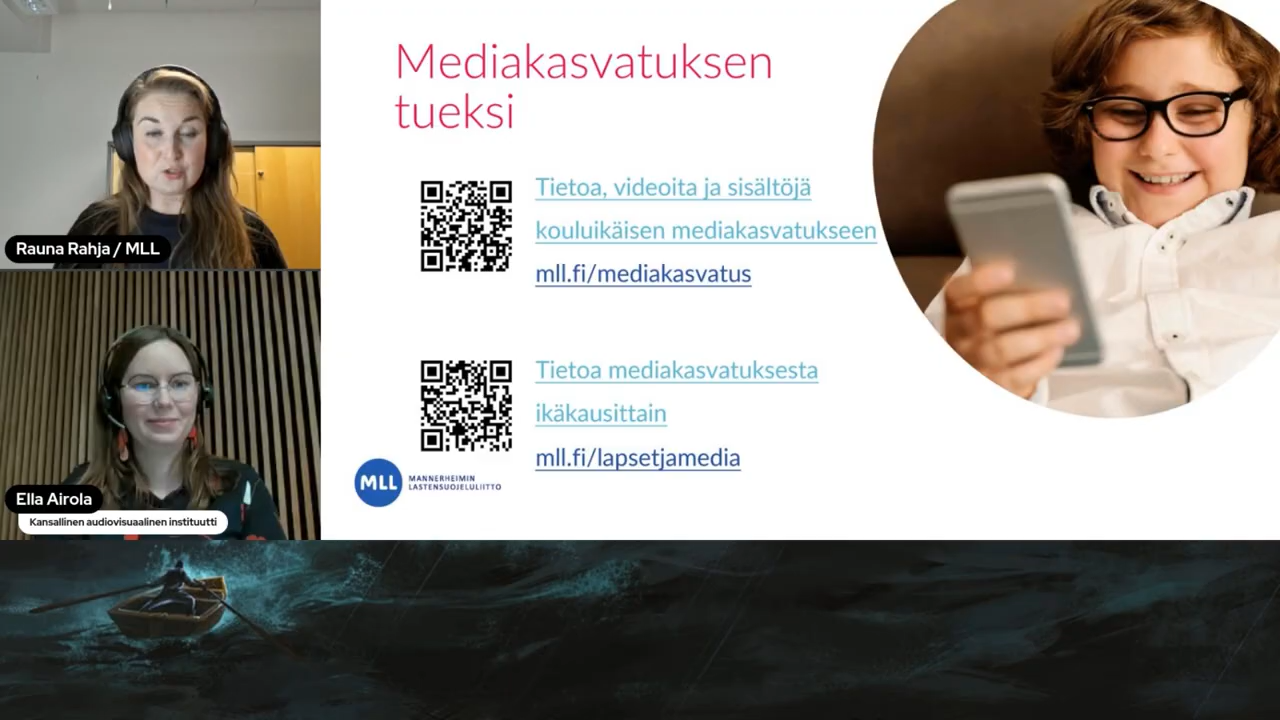 Rauna Rahja / MLL
Ella Airola
Kansallinen audiovisuaalinen instituutti
Mediakasvatuksen
tueksi
Tietoa, videoita ja sisältöjä
kouluikäisen mediakasvatukseen
mll.fi/mediakasvatus
Tietoa mediakasvatuksesta
ikäkausittain
mll.fi/lapsetjamedia
MLL
MANNERHEIMIN
LASTENSUOJELULIITTO